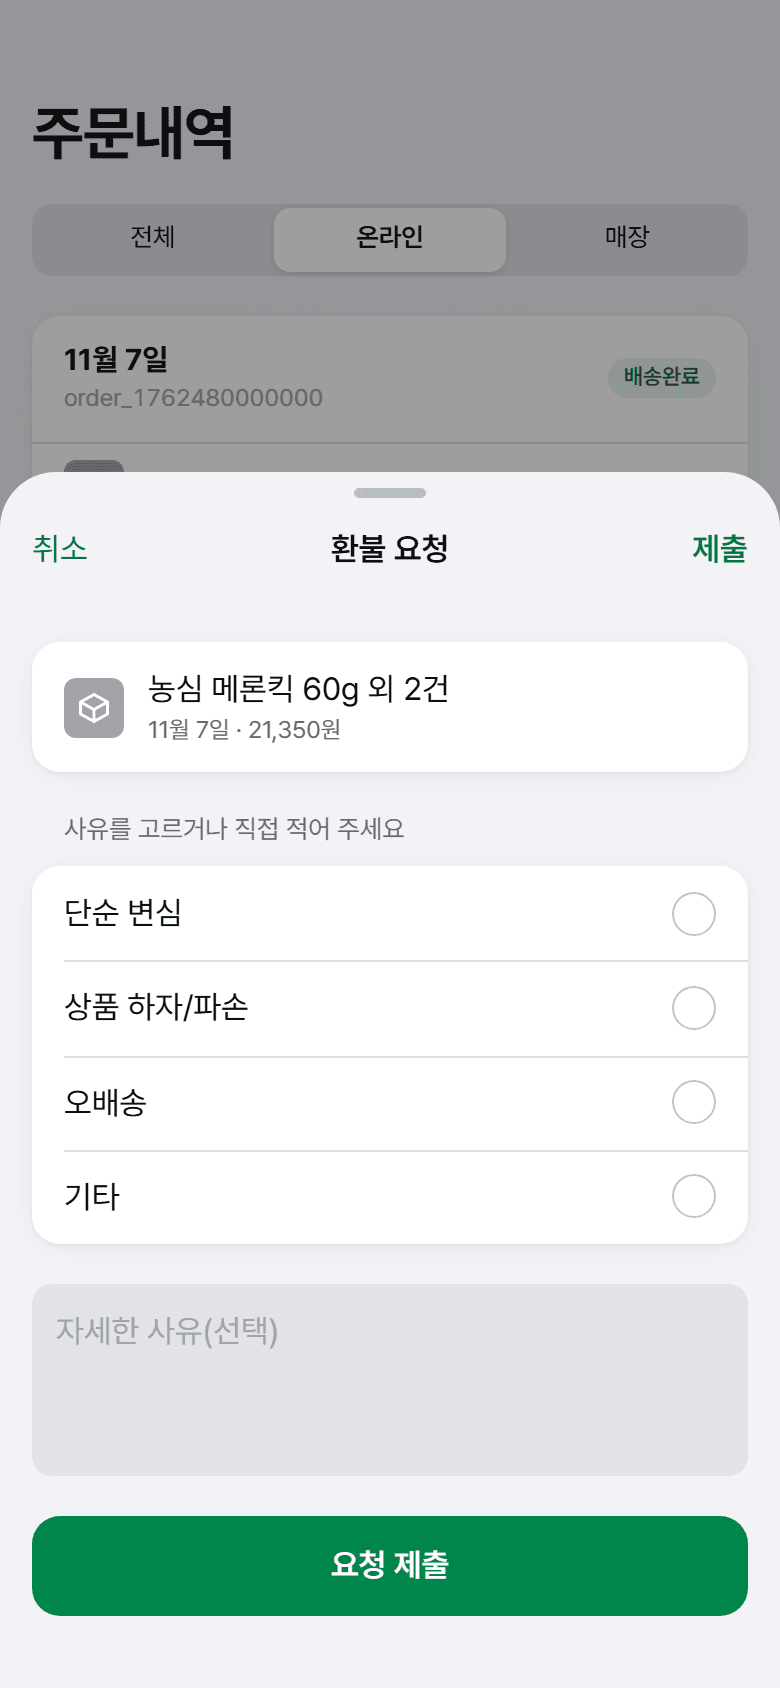 주문내역
전체
온라인
매장
11월 7일
order_1762480000000
배송완료
취소
환불 요청
제출
농심 메론킥 60g 외 2건
11월 7일 · 21,350원
사유를 고르거나 직접 적어 주세요
단순 변심
상품 하자/파손
오배송
기타
자세한 사유(선택)
요청 제출